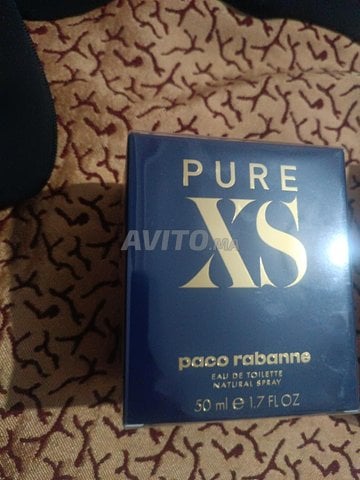 PURE
XS
AVITO.MA
paco rabanne
EAU DE TOILETTE
NATURAL SPRAY
50 ml ℮ 1.7 FL OZ